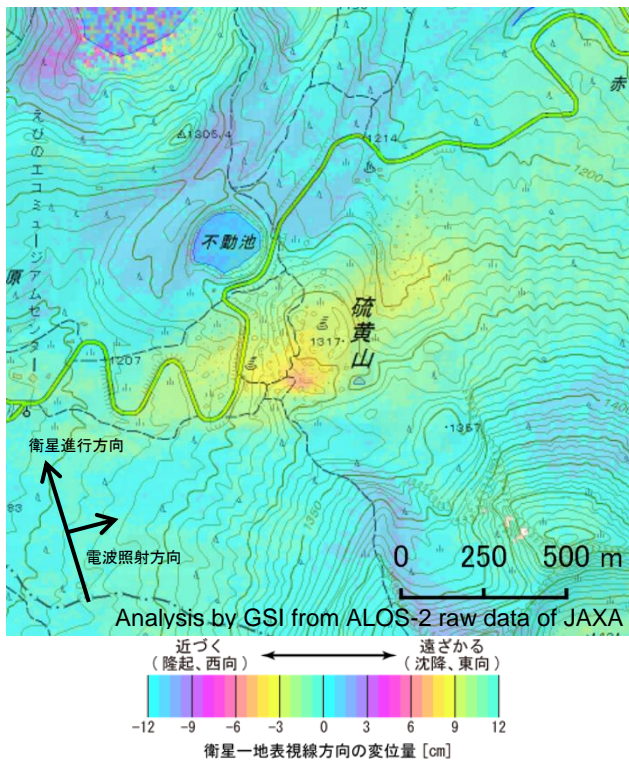 1305.4
1214
赤
えびのエコミュージアムセンター
1200
不動池
原
硫黄山
1317
1207
衛星進行方向
1367
1400
1350
電波照射方向
0 250 500 m
Analysis by GSI from ALOS-2 raw data of JAXA
近づく 遠ざかる
(隆起、西向) (沈降、東向)
-12 -9 -6 -3 0 3 6 9 12
衛星−地表視線方向の変位量 [cm]